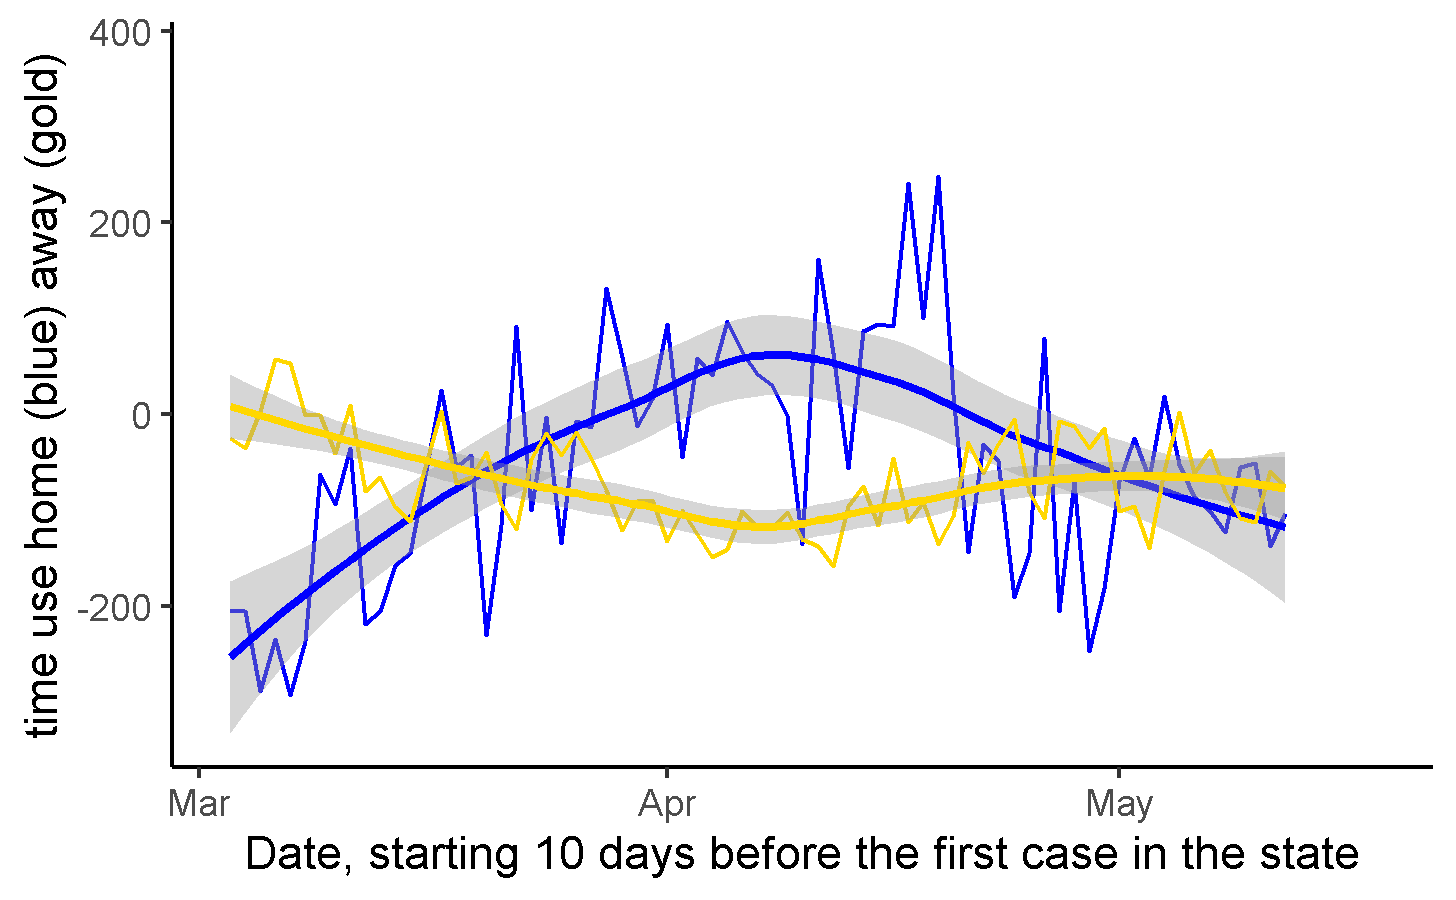 time use home (blue) away (gold)
400
200
0
-200
Mar
Apr
May
Date, starting 10 days before the first case in the state